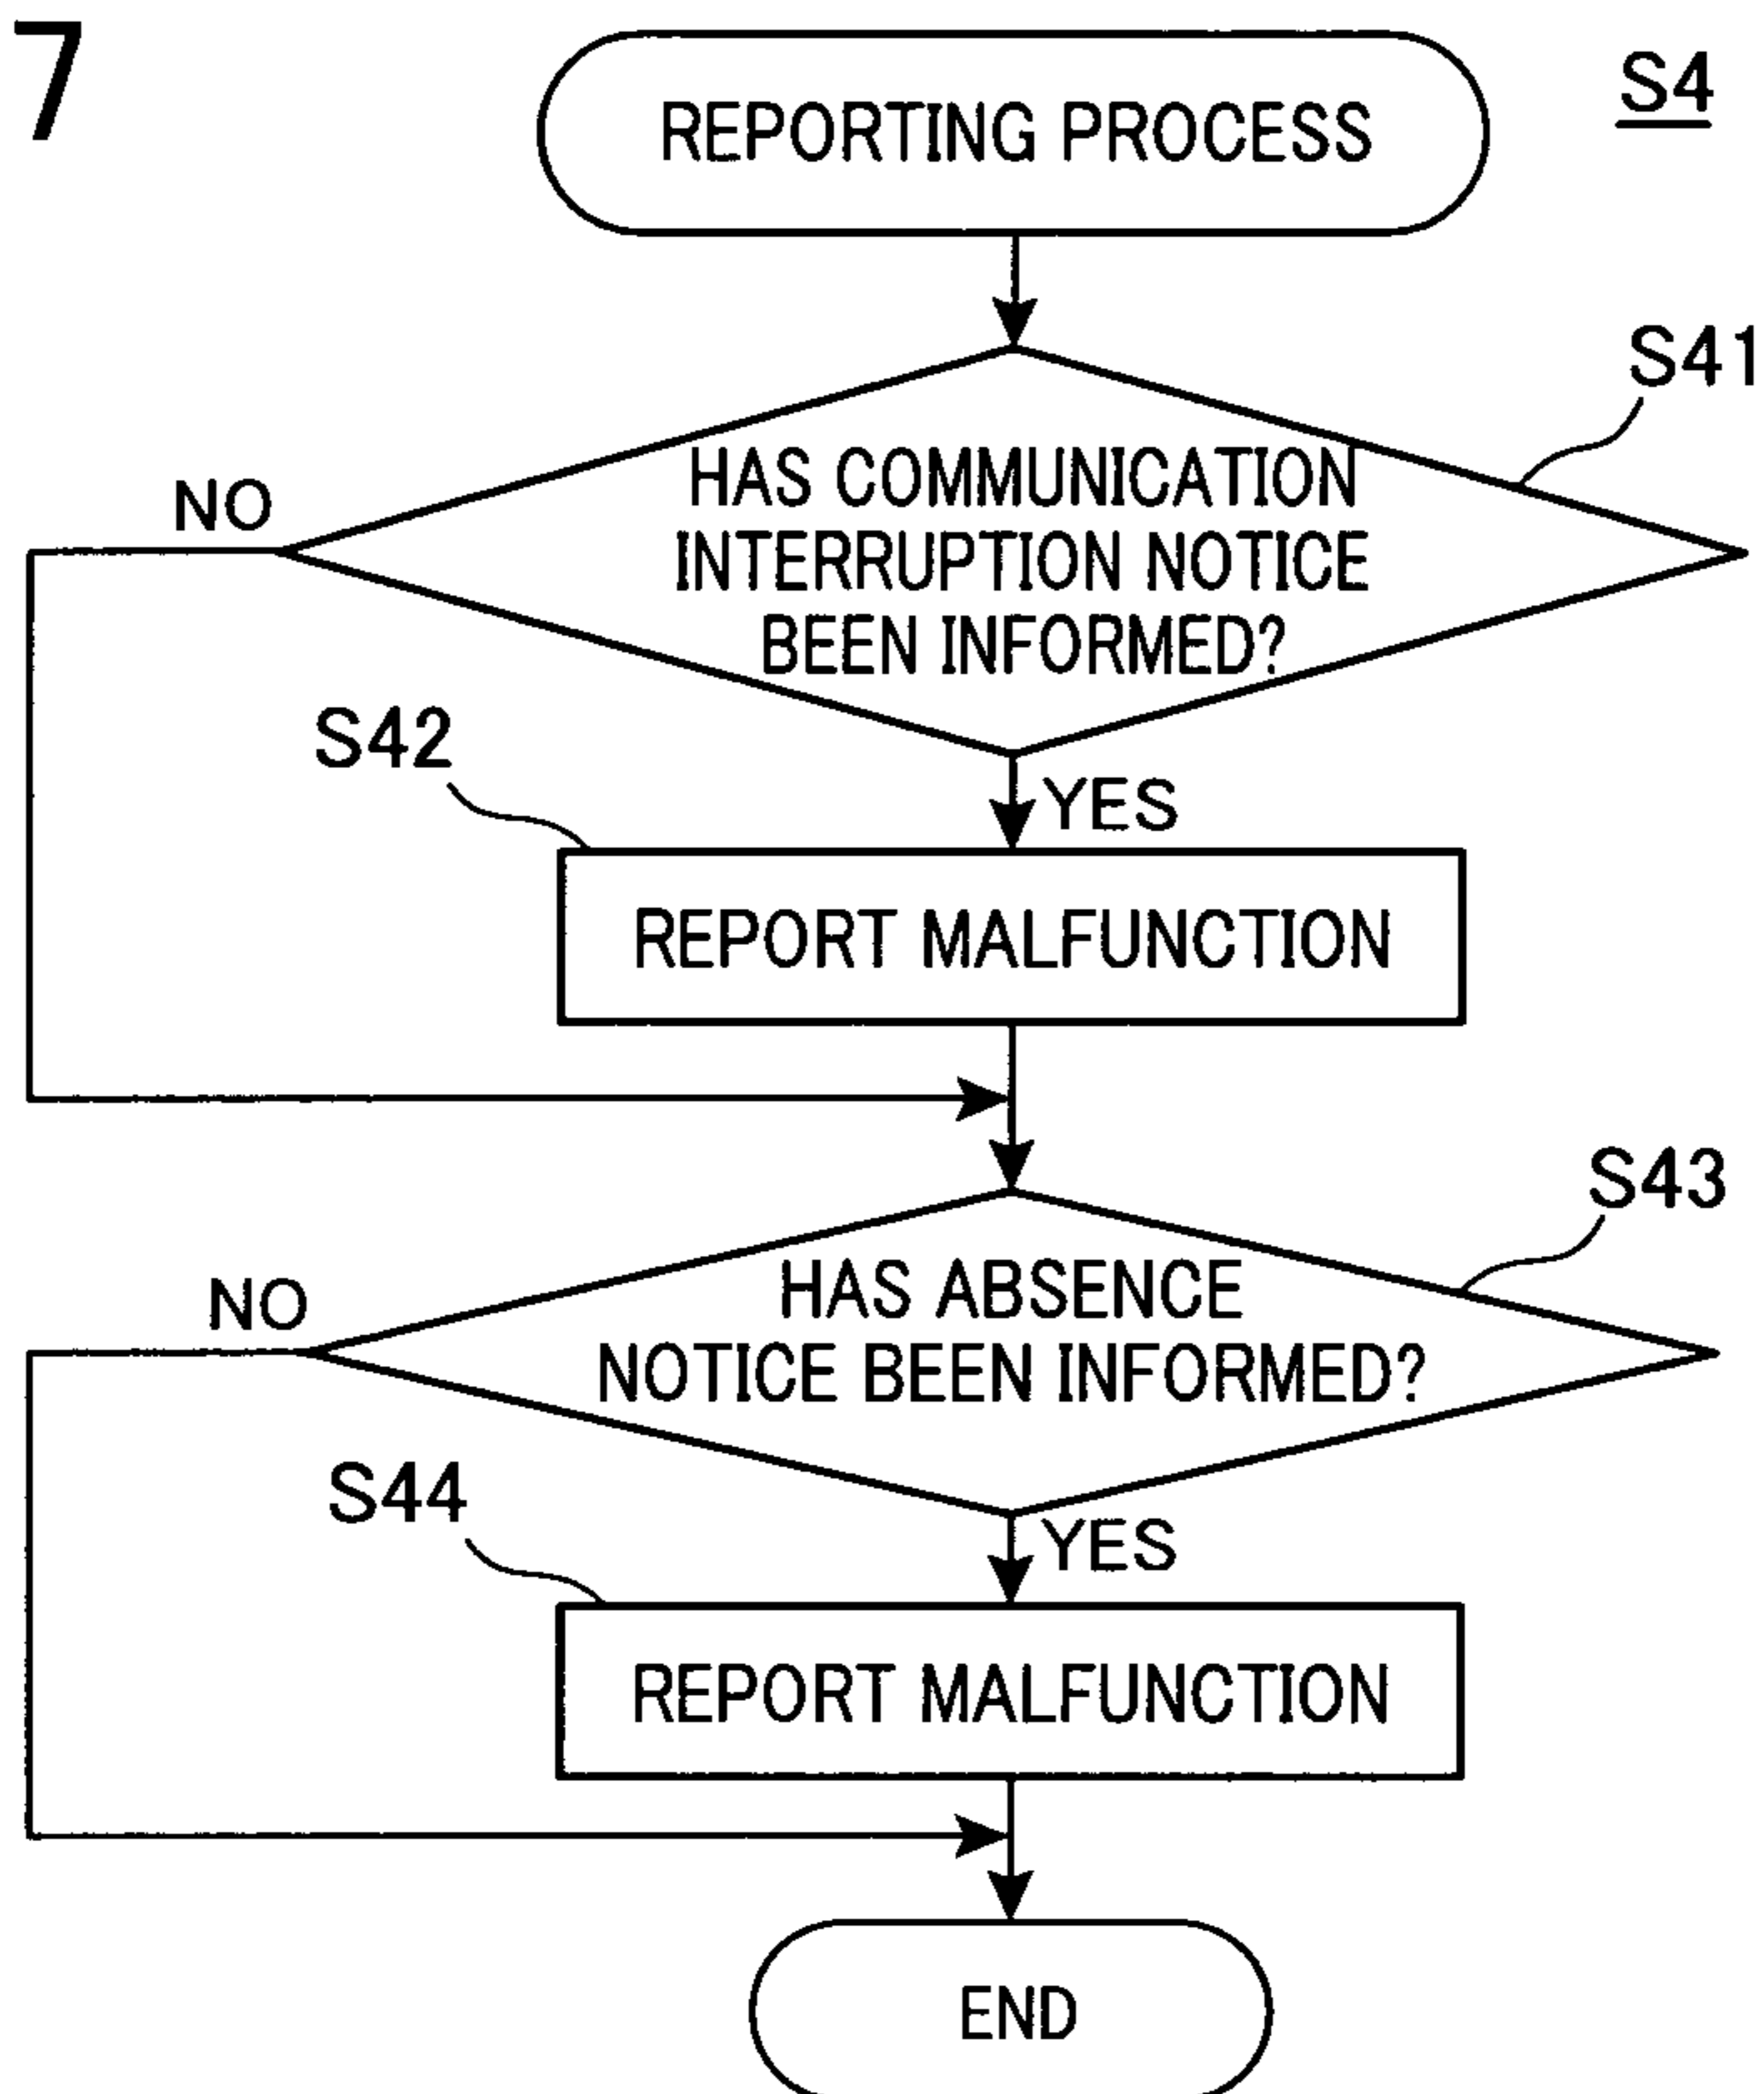 7
REPORTING PROCESS
S4
S41
HAS COMMUNICATION
INTERRUPTION NOTICE
BEEN INFORMED?
NO
S42
YES
REPORT MALFUNCTION
S43
HAS ABSENCE
NOTICE BEEN INFORMED?
NO
S44
YES
REPORT MALFUNCTION
END